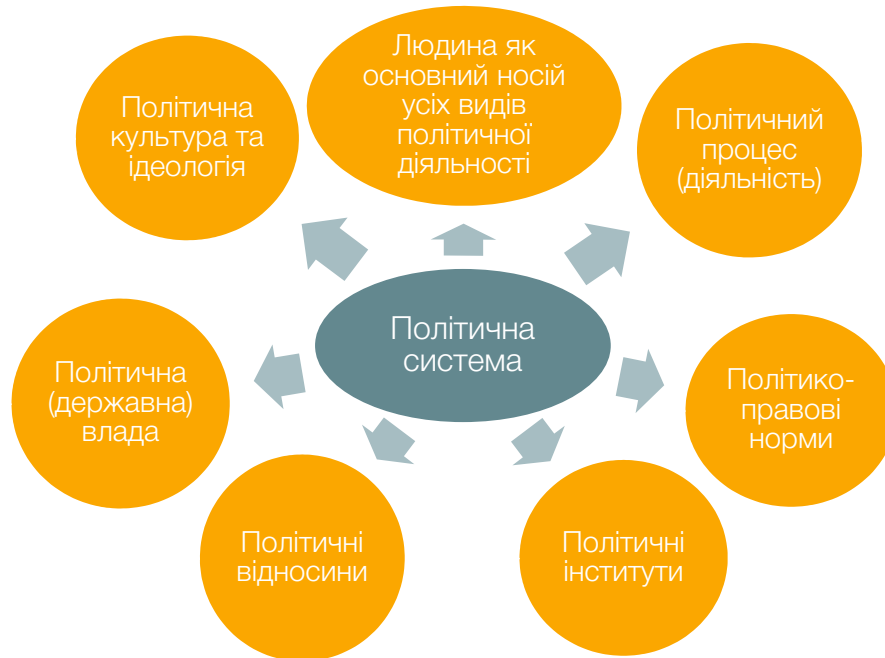 Людина як
основний носій
усіх видів
політичної
діяльності
Політична
культура та
ідеологія
Політичний
процес
(діяльність)
Політична
система
Політична
(державна)
влада
Політико-
правові
норми
Політичні
відносини
Політичні
інститути